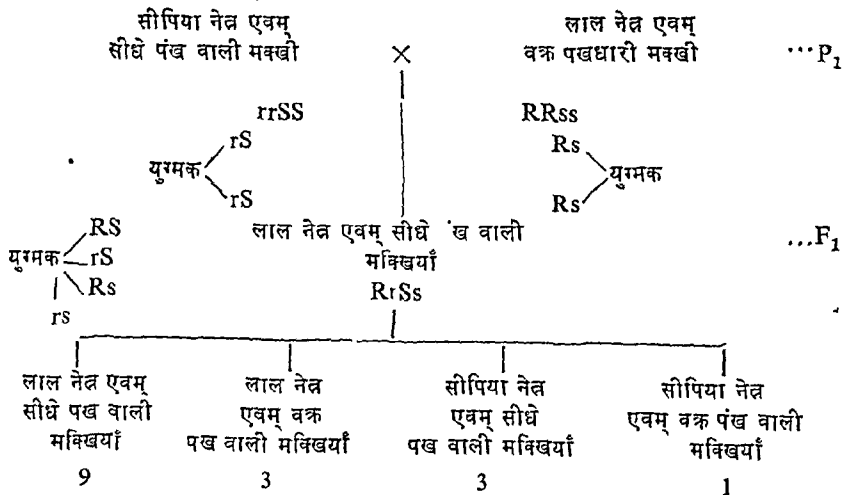 सीपिया नेत्र एवम् लाल नेत्र एवम्
सीधे पंख वाली मक्खी × वक्र पखधारी मक्खी ...P₁
rrSS RRss
rS Rs
युग्मक युग्मक
rS Rs
RS लाल नेत्र एवम् सीधे ंख वाली ...F₁
युग्मक rS मक्खियाँ
Rs RrSs
rs
लाल नेत्र एवम् लाल नेत्र सीपिया नेत्र सीपिया नेत्र
सीधे पख वाली एवम् वक्र एवम् सीधे एवम् वक्र पंख वाली
मक्खियाँ पख वाली मक्खियाँ पख वाली मक्खियाँ मक्खियाँ
9 3 3 1